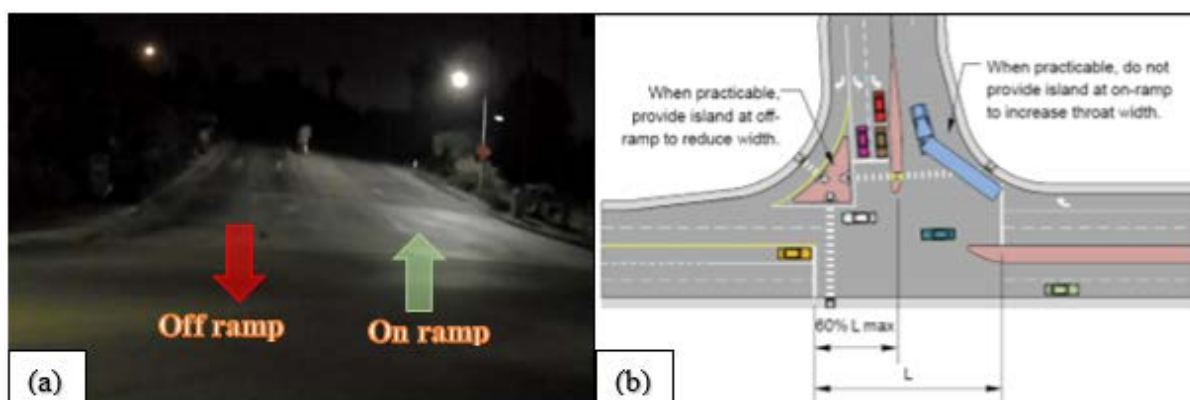 Off ramp
On ramp
(a)
When practicable,
provide island at off-
ramp to reduce width.
When practicable, do not
provide island at on-ramp
to increase throat width.
60% L max
L
(b)